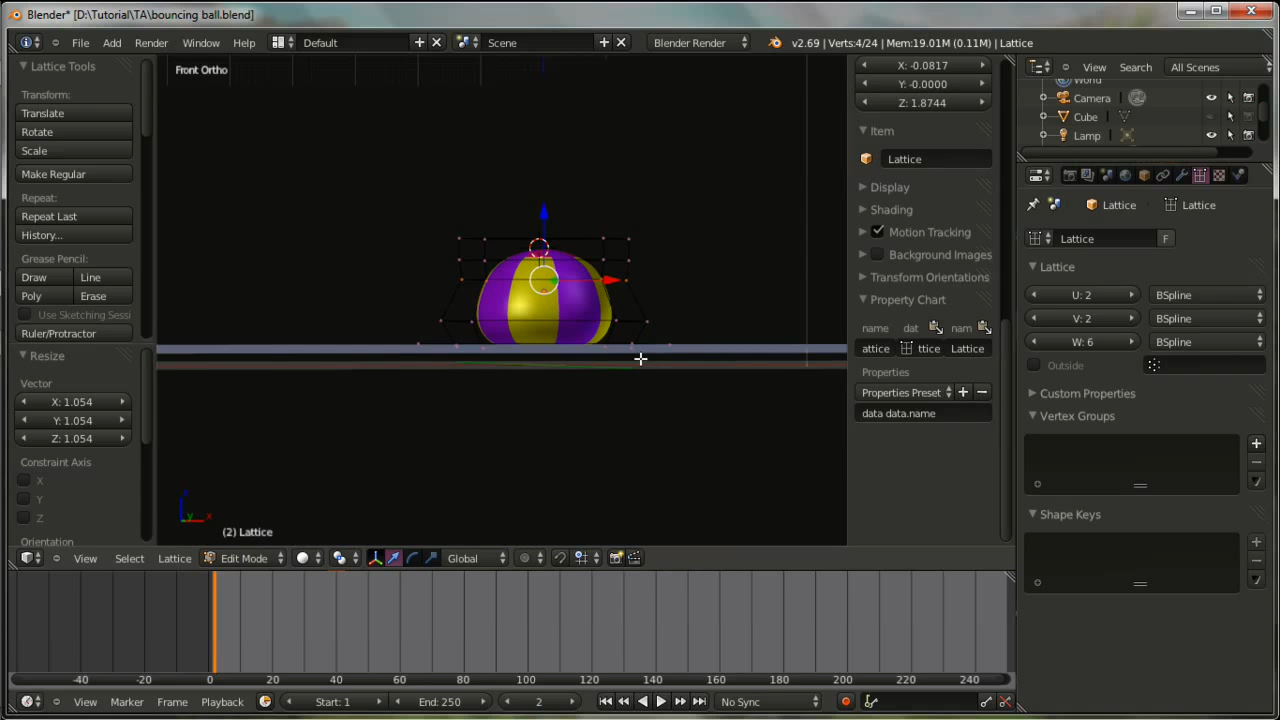 Blender* [D:\Tutorial\TA\bouncing ball.blend]
File Add Render Window Help Default Scene Blender Render v2.69 | Verts:4/24 | Mem:19.01M (0.11M) | Lattice
Lattice Tools
Transform:
Translate
Rotate
Scale
Make Regular
Repeat:
Repeat Last
History...
Grease Pencil:
Draw Line
Poly Erase
Use Sketching Sessi
Ruler/Protractor
Resize
Vector
X: 1.054
Y: 1.054
Z: 1.054
Constraint Axis
X
Y
Z
Orientation
Front Ortho
(2) Lattice
X: -0.0817
Y: -0.0000
Z: 1.8744
Item
Lattice
Display
Shading
Motion Tracking
Background Images
Transform Orientations
Property Chart
name dat nam
attice ttice Lattice
Properties
Properties Preset
data data.name
View Search All Scenes
World
Camera
Cube
Lamp
Lattice Lattice
Lattice F
Lattice
U: 2 BSpline
V: 2 BSpline
W: 6 BSpline
Outside
Custom Properties
Vertex Groups
Shape Keys
View Select Lattice Edit Mode Global
-40 -20 0 20 40 60 80 100 120 140 160 180 200 220 240
View Marker Frame Playback Start: 1 End: 250 2 No Sync